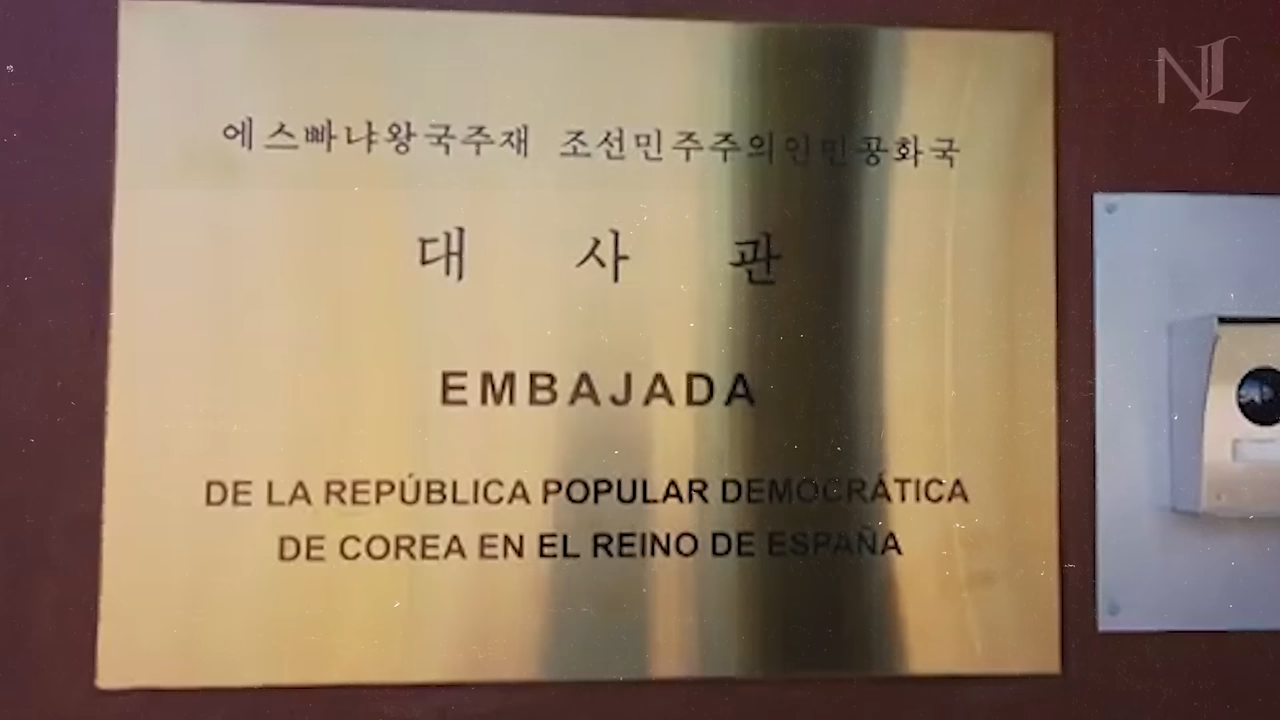 NL
에스빠냐왕국주재 조선민주주의인민공화국
대 사 관
EMBAJADA
DE LA REPÚBLICA POPULAR DEMOCRÁTICA
DE COREA EN EL REINO DE ESPAÑA